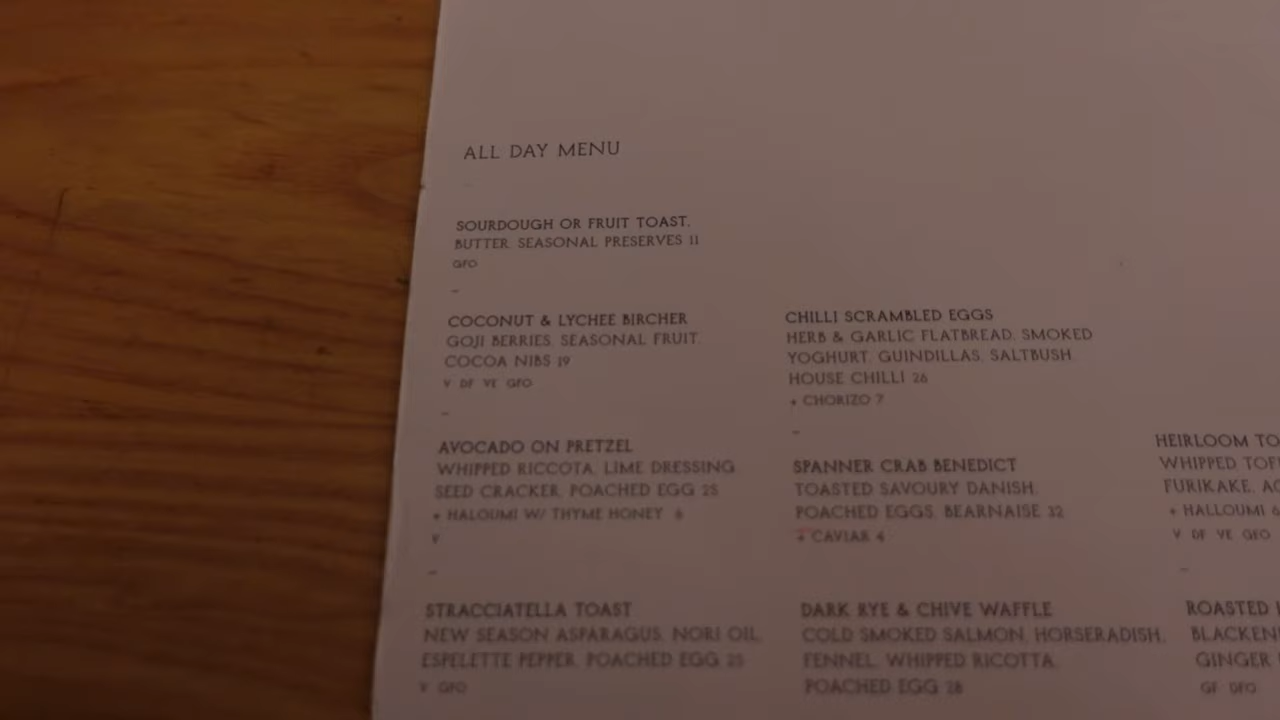 ALL DAY MENU
SOURDOUGH OR FRUIT TOAST,
BUTTER, SEASONAL PRESERVES 11
GFO
COCONUT & LYCHEE BIRCHER
GOJI BERRIES, SEASONAL FRUIT,
COCOA NIBS 19
V DF VE GFO
AVOCADO ON PRETZEL
WHIPPED RICCOTA, LIME DRESSING
SEED CRACKER, POACHED EGG 25
+ HALOUMI W/ THYME HONEY 6
V
STRACCIATELLA TOAST
NEW SEASON ASPARAGUS, NORI OIL,
ESPELETTE PEPPER, POACHED EGG 25
V GFO
CHILLI SCRAMBLED EGGS
HERB & GARLIC FLATBREAD, SMOKED
YOGHURT, GUINDILLAS, SALTBUSH,
HOUSE CHILLI 26
+ CHORIZO 7
SPANNER CRAB BENEDICT
TOASTED SAVOURY DANISH,
POACHED EGGS, BEARNAISE 32
+ CAVIAR 4
DARK RYE & CHIVE WAFFLE
COLD SMOKED SALMON, HORSERADISH,
FENNEL, WHIPPED RICOTTA,
POACHED EGG 28
HEIRLOOM
WHIPPED
FURIKAKE,
+ HALLOUMI 6
V DF VE GFO
ROASTED
GINGER
GF DFO